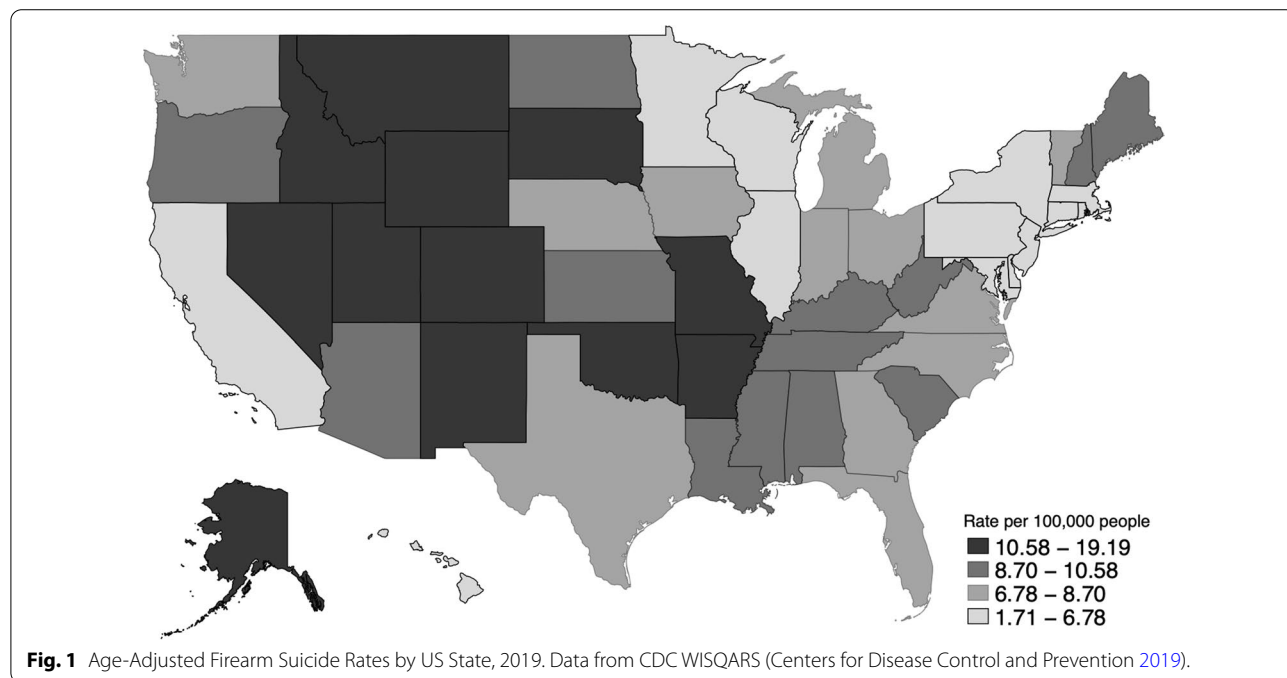 Rate per 100,000 people
10.58 – 19.19
8.70 – 10.58
6.78 – 8.70
1.71 – 6.78
Fig. 1 Age-Adjusted Firearm Suicide Rates by US State, 2019. Data from CDC WISQARS (Centers for Disease Control and Prevention 2019).